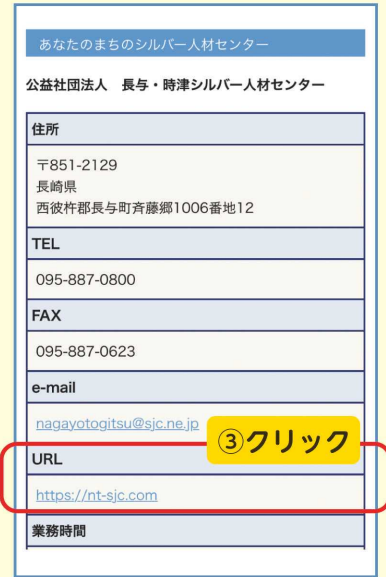 あなたのまちのシルバー人材センター
公益社団法人　長与・時津シルバー人材センター
住所
〒851-2129
長崎県
西彼杵郡長与町斉藤郷1006番地12
TEL
095-887-0800
FAX
095-887-0623
e-mail
nagayotogitsu@sjc.ne.jp
③クリック
URL
https://nt-sjc.com
業務時間